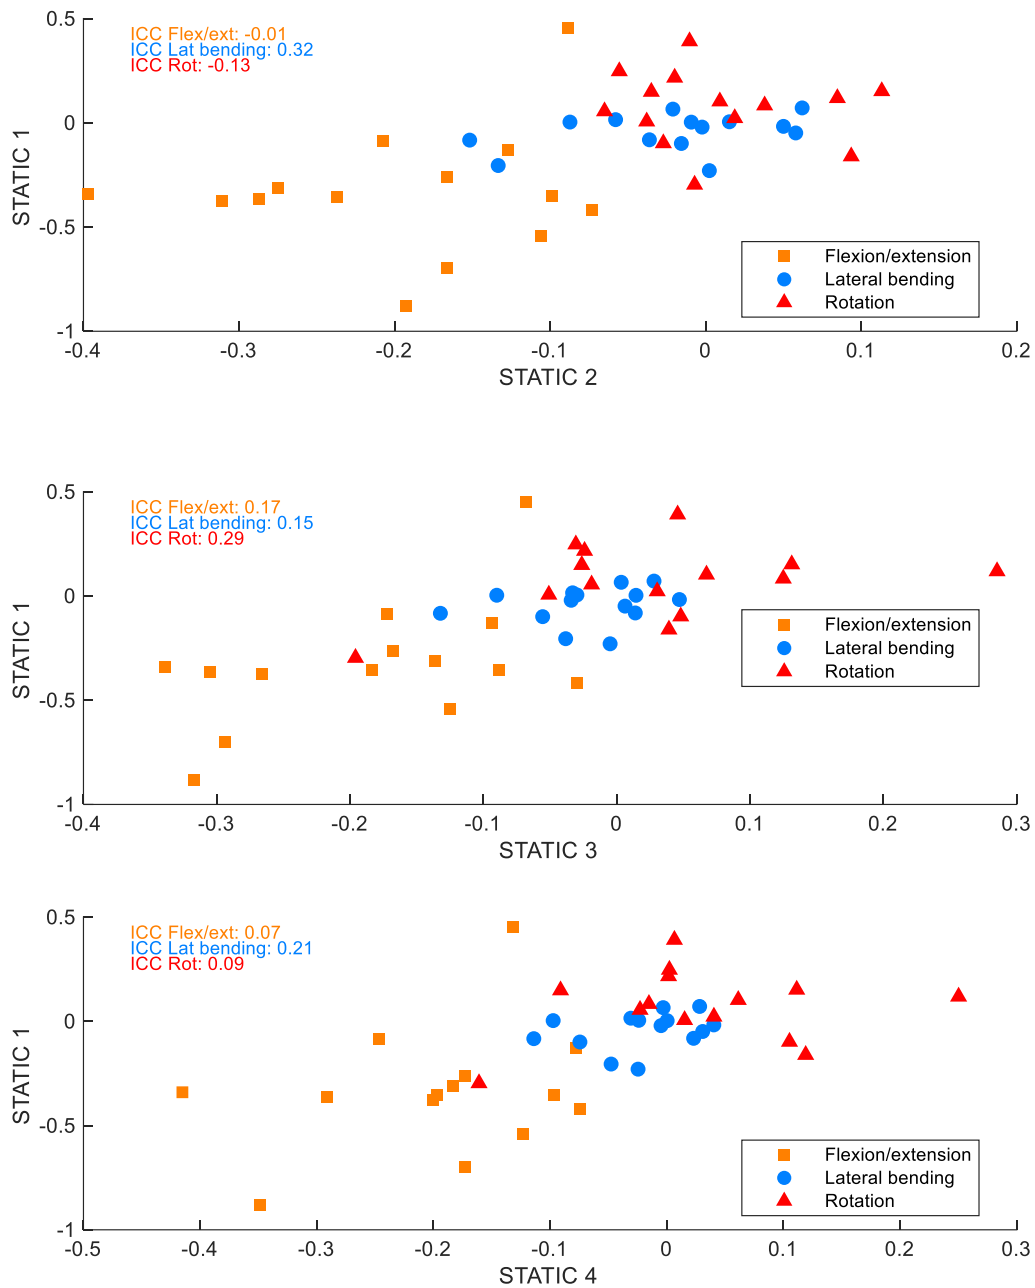 0.5
ICC Flex/ext: -0.01
ICC Lat bending: 0.32
ICC Rot: -0.13
0
STATIC 1
-0.5
Flexion/extension
Lateral bending
Rotation
-1
-0.4 -0.3 -0.2 -0.1 0 0.1 0.2
STATIC 2
0.5
ICC Flex/ext: 0.17
ICC Lat bending: 0.15
ICC Rot: 0.29
0
STATIC 1
Flexion/extension
Lateral bending
Rotation
-0.5
-1
-0.4 -0.3 -0.2 -0.1 0 0.1 0.2 0.3
STATIC 3
0.5
ICC Flex/ext: 0.07
ICC Lat bending: 0.21
ICC Rot: 0.09
0
STATIC 1
-0.5
Flexion/extension
Lateral bending
Rotation
-1
-0.5 -0.4 -0.3 -0.2 -0.1 0 0.1 0.2 0.3
STATIC 4